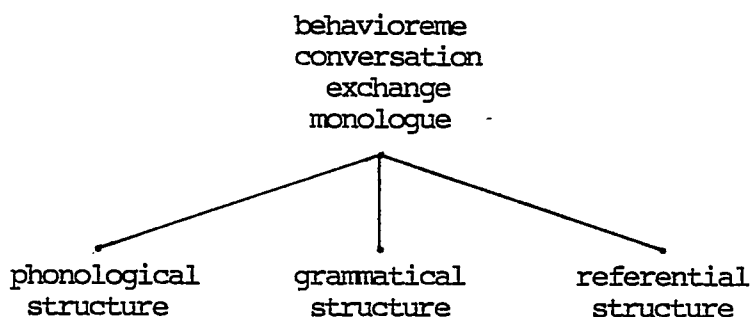 behavioreme
conversation
exchange
monologue
phonological grammatical referential
structure structure structure